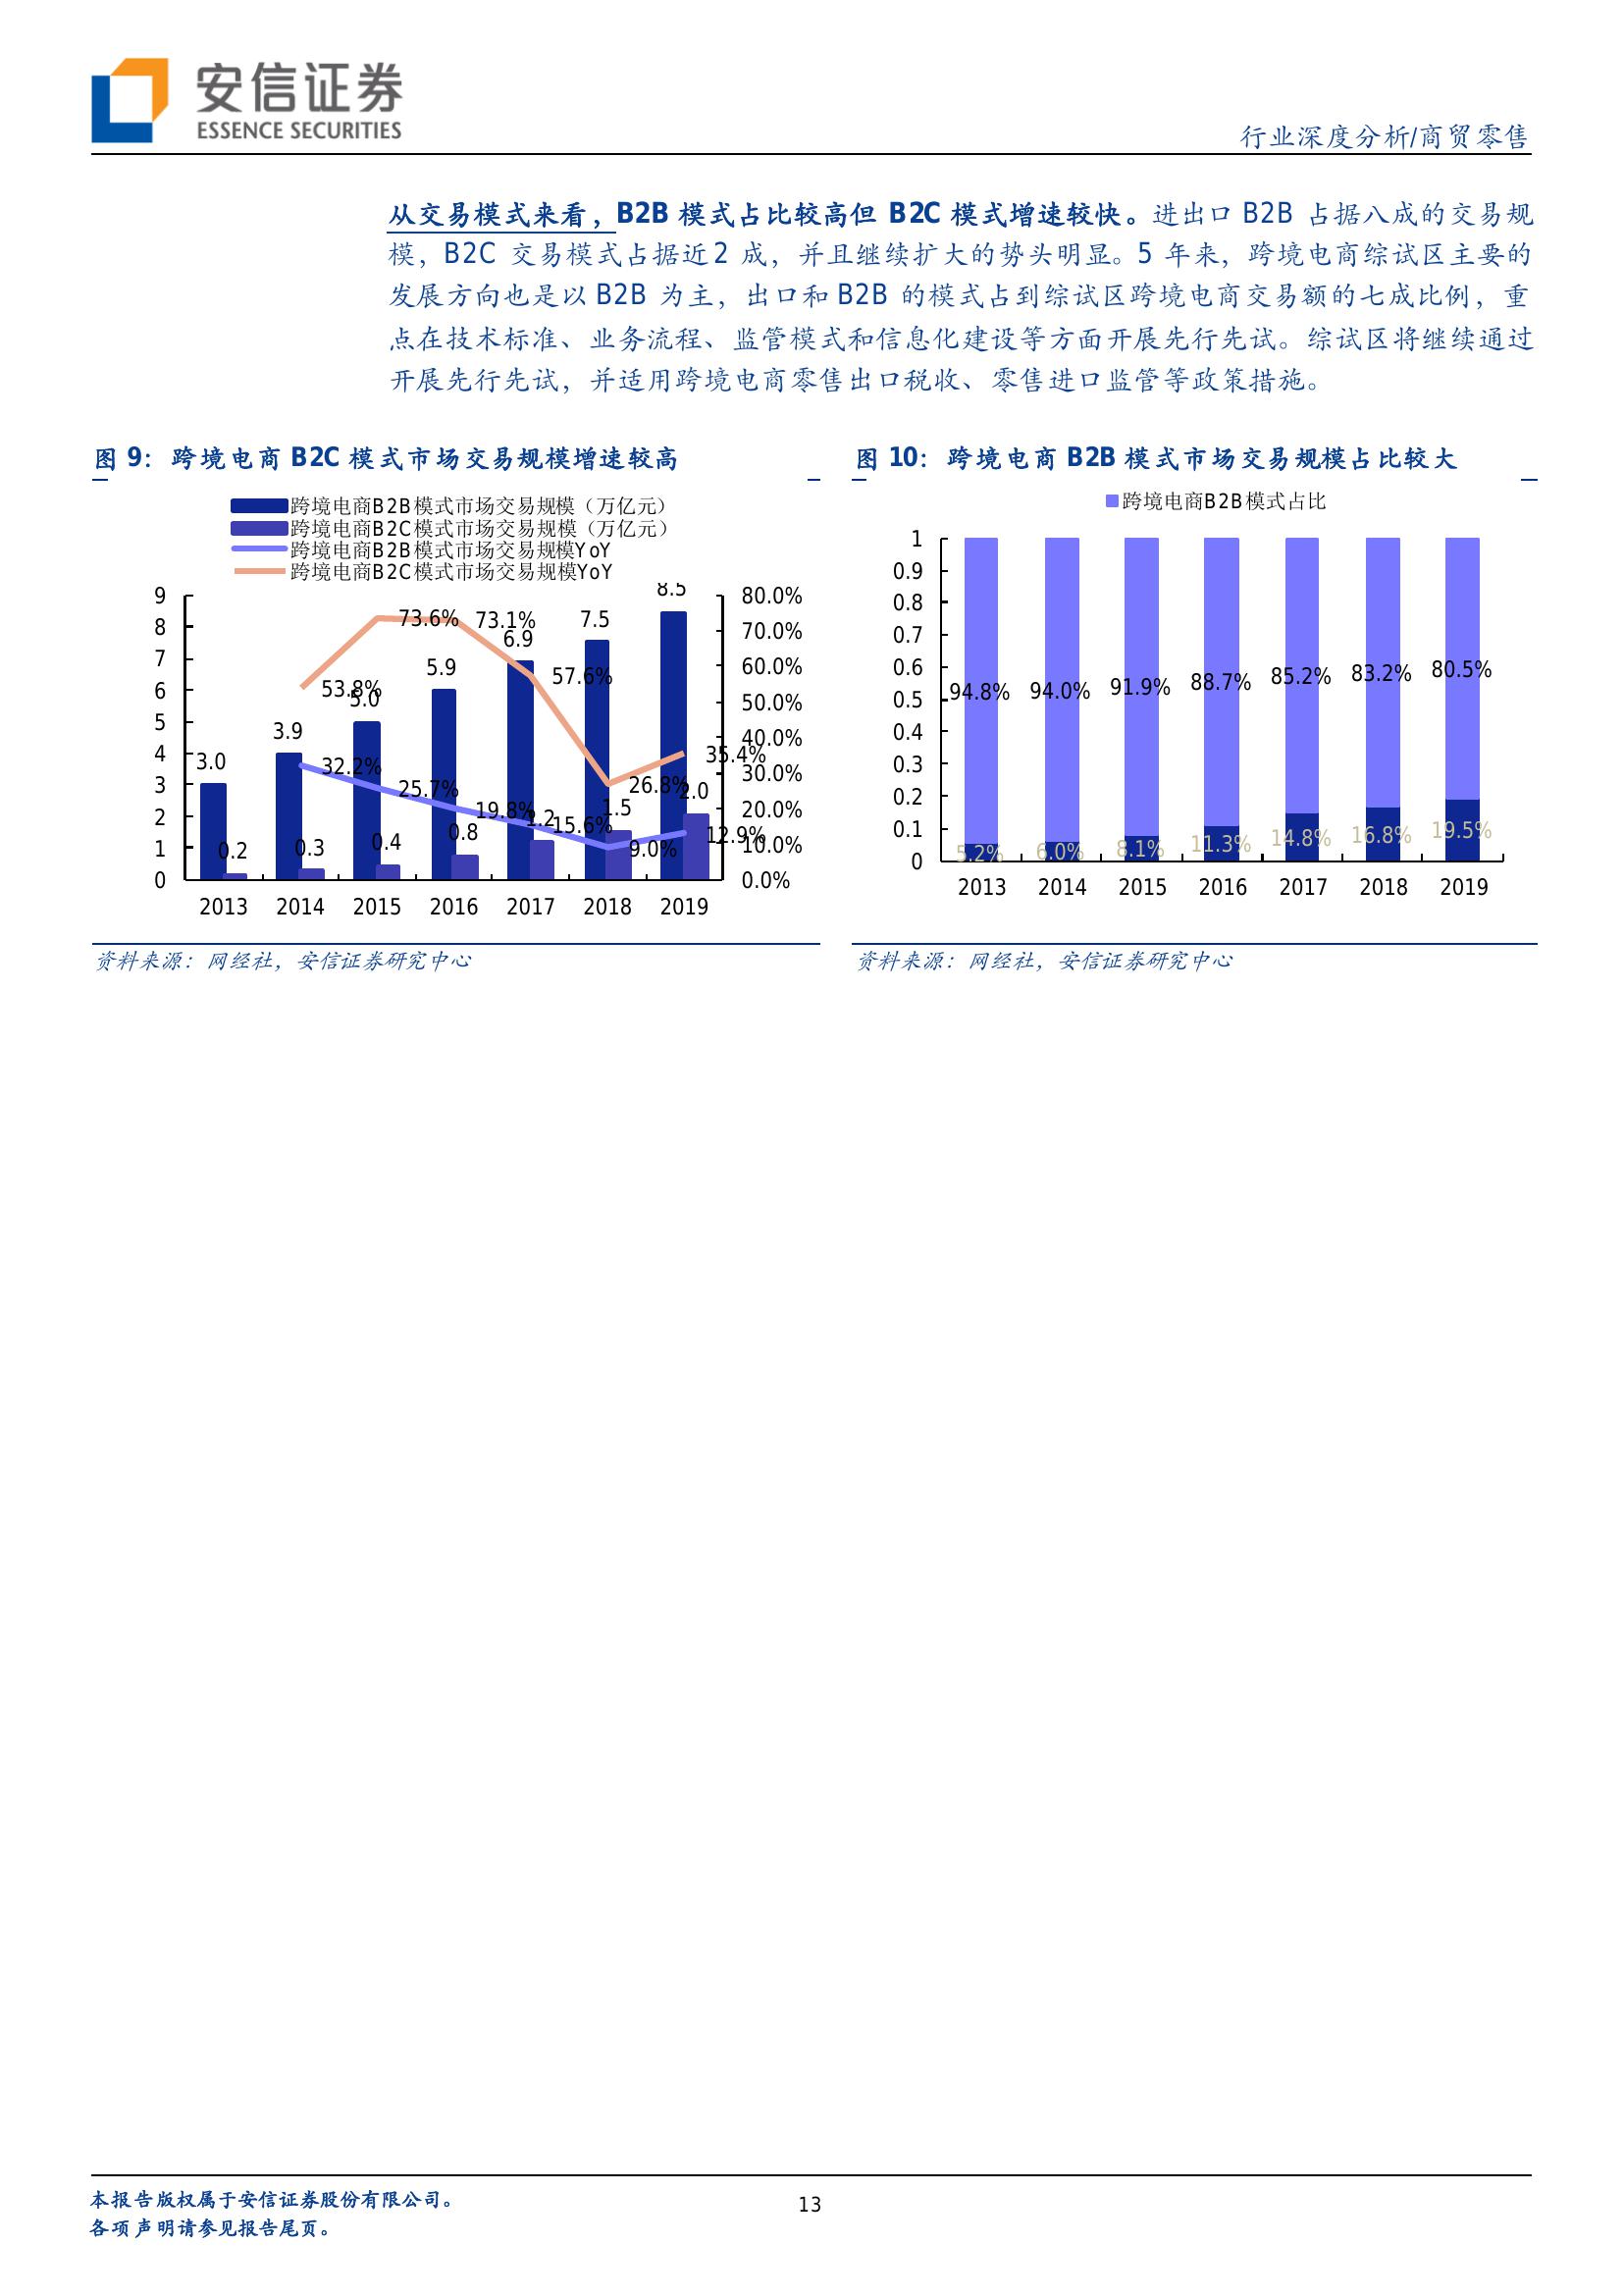 安信证券
ESSENCE SECURITIES
行业深度分析/商贸零售
从交易模式来看，B2B 模式占比较高但 B2C 模式增速较快。进出口 B2B 占据八成的交易规
模，B2C 交易模式占据近2 成，并且继续扩大的势头明显。5 年来，跨境电商综试区主要的
发展方向也是以 B2B 为主，出口和 B2B 的模式占到综试区跨境电商交易额的七成比例，重
点在技术标准、业务流程、监管模式和信息化建设等方面开展先行先试。综试区将继续通过
开展先行先试，并适用跨境电商零售出口税收、零售进口监管等政策措施。
图 9：跨境电商 B2C 模式市场交易规模增速较高
跨境电商B2B模式市场交易规模（万亿元）
跨境电商B2C模式市场交易规模（万亿元）
跨境电商B2B模式市场交易规模YoY
跨境电商B2C模式市场交易规模YoY
9
8
7
6
5
4
3
2
1
0
80.0%
70.0%
60.0%
50.0%
40.0%
30.0%
20.0%
10.0%
0.0%
3.0
3.9
5.0
5.9
6.9
7.5
8.5
0.2
0.3
0.4
0.8
1.2
1.5
2.0
32.2%
25.7%
19.8%
15.6%
9.0%
12.9%
53.8%
73.6%
73.1%
57.6%
26.8%
35.4%
2013 2014 2015 2016 2017 2018 2019
资料来源：网经社，安信证券研究中心
图 10：跨境电商 B2B 模式市场交易规模占比较大
跨境电商B2B模式占比
1
0.9
0.8
0.7
0.6
0.5
0.4
0.3
0.2
0.1
0
94.8% 94.0% 91.9% 88.7% 85.2% 83.2% 80.5%
5.2% 6.0% 8.1% 11.3% 14.8% 16.8% 19.5%
2013 2014 2015 2016 2017 2018 2019
资料来源：网经社，安信证券研究中心
本报告版权属于安信证券股份有限公司。
各项声明请参见报告尾页。
13